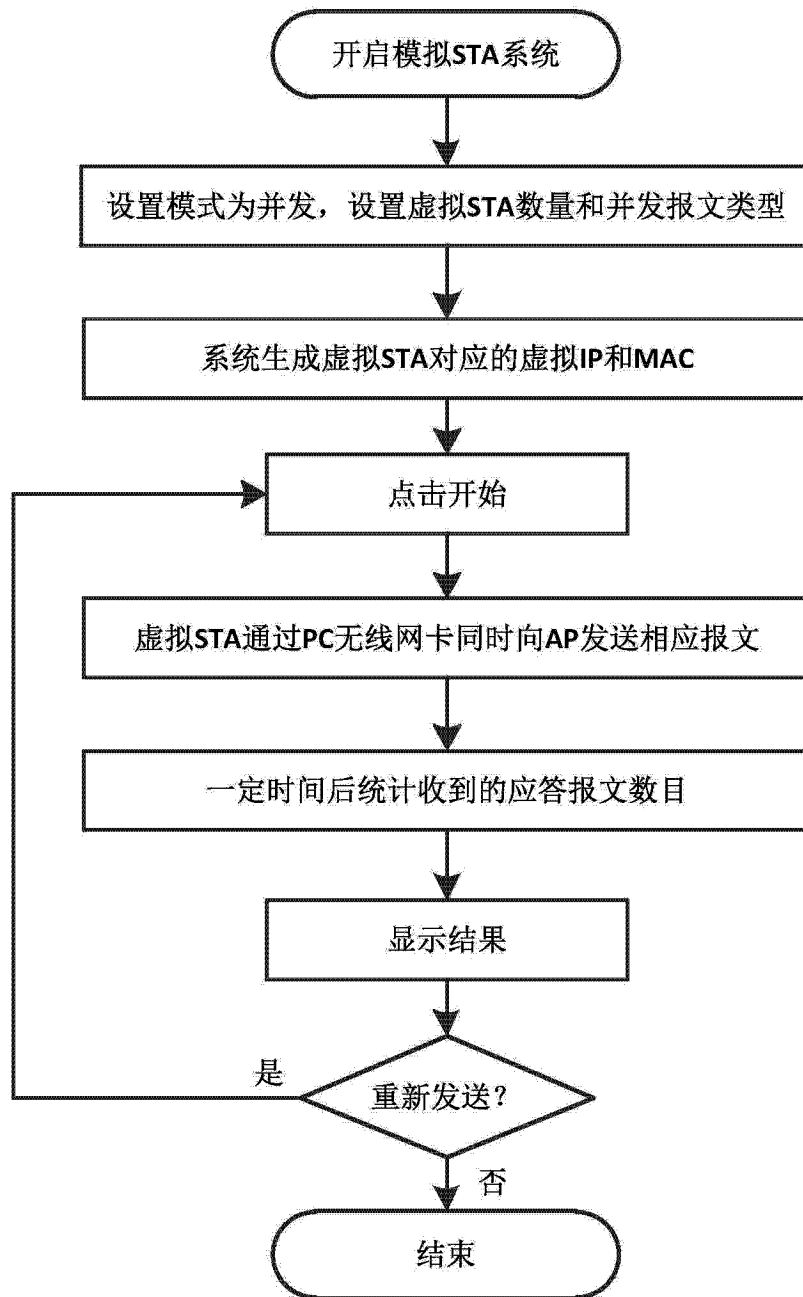 开启模拟STA系统
设置模式为并发，设置虚拟STA数量和并发报文类型
系统生成虚拟STA对应的虚拟IP和MAC
点击开始
虚拟STA通过PC无线网卡同时向AP发送相应报文
一定时间后统计收到的应答报文数目
显示结果
是
重新发送？
否
结束